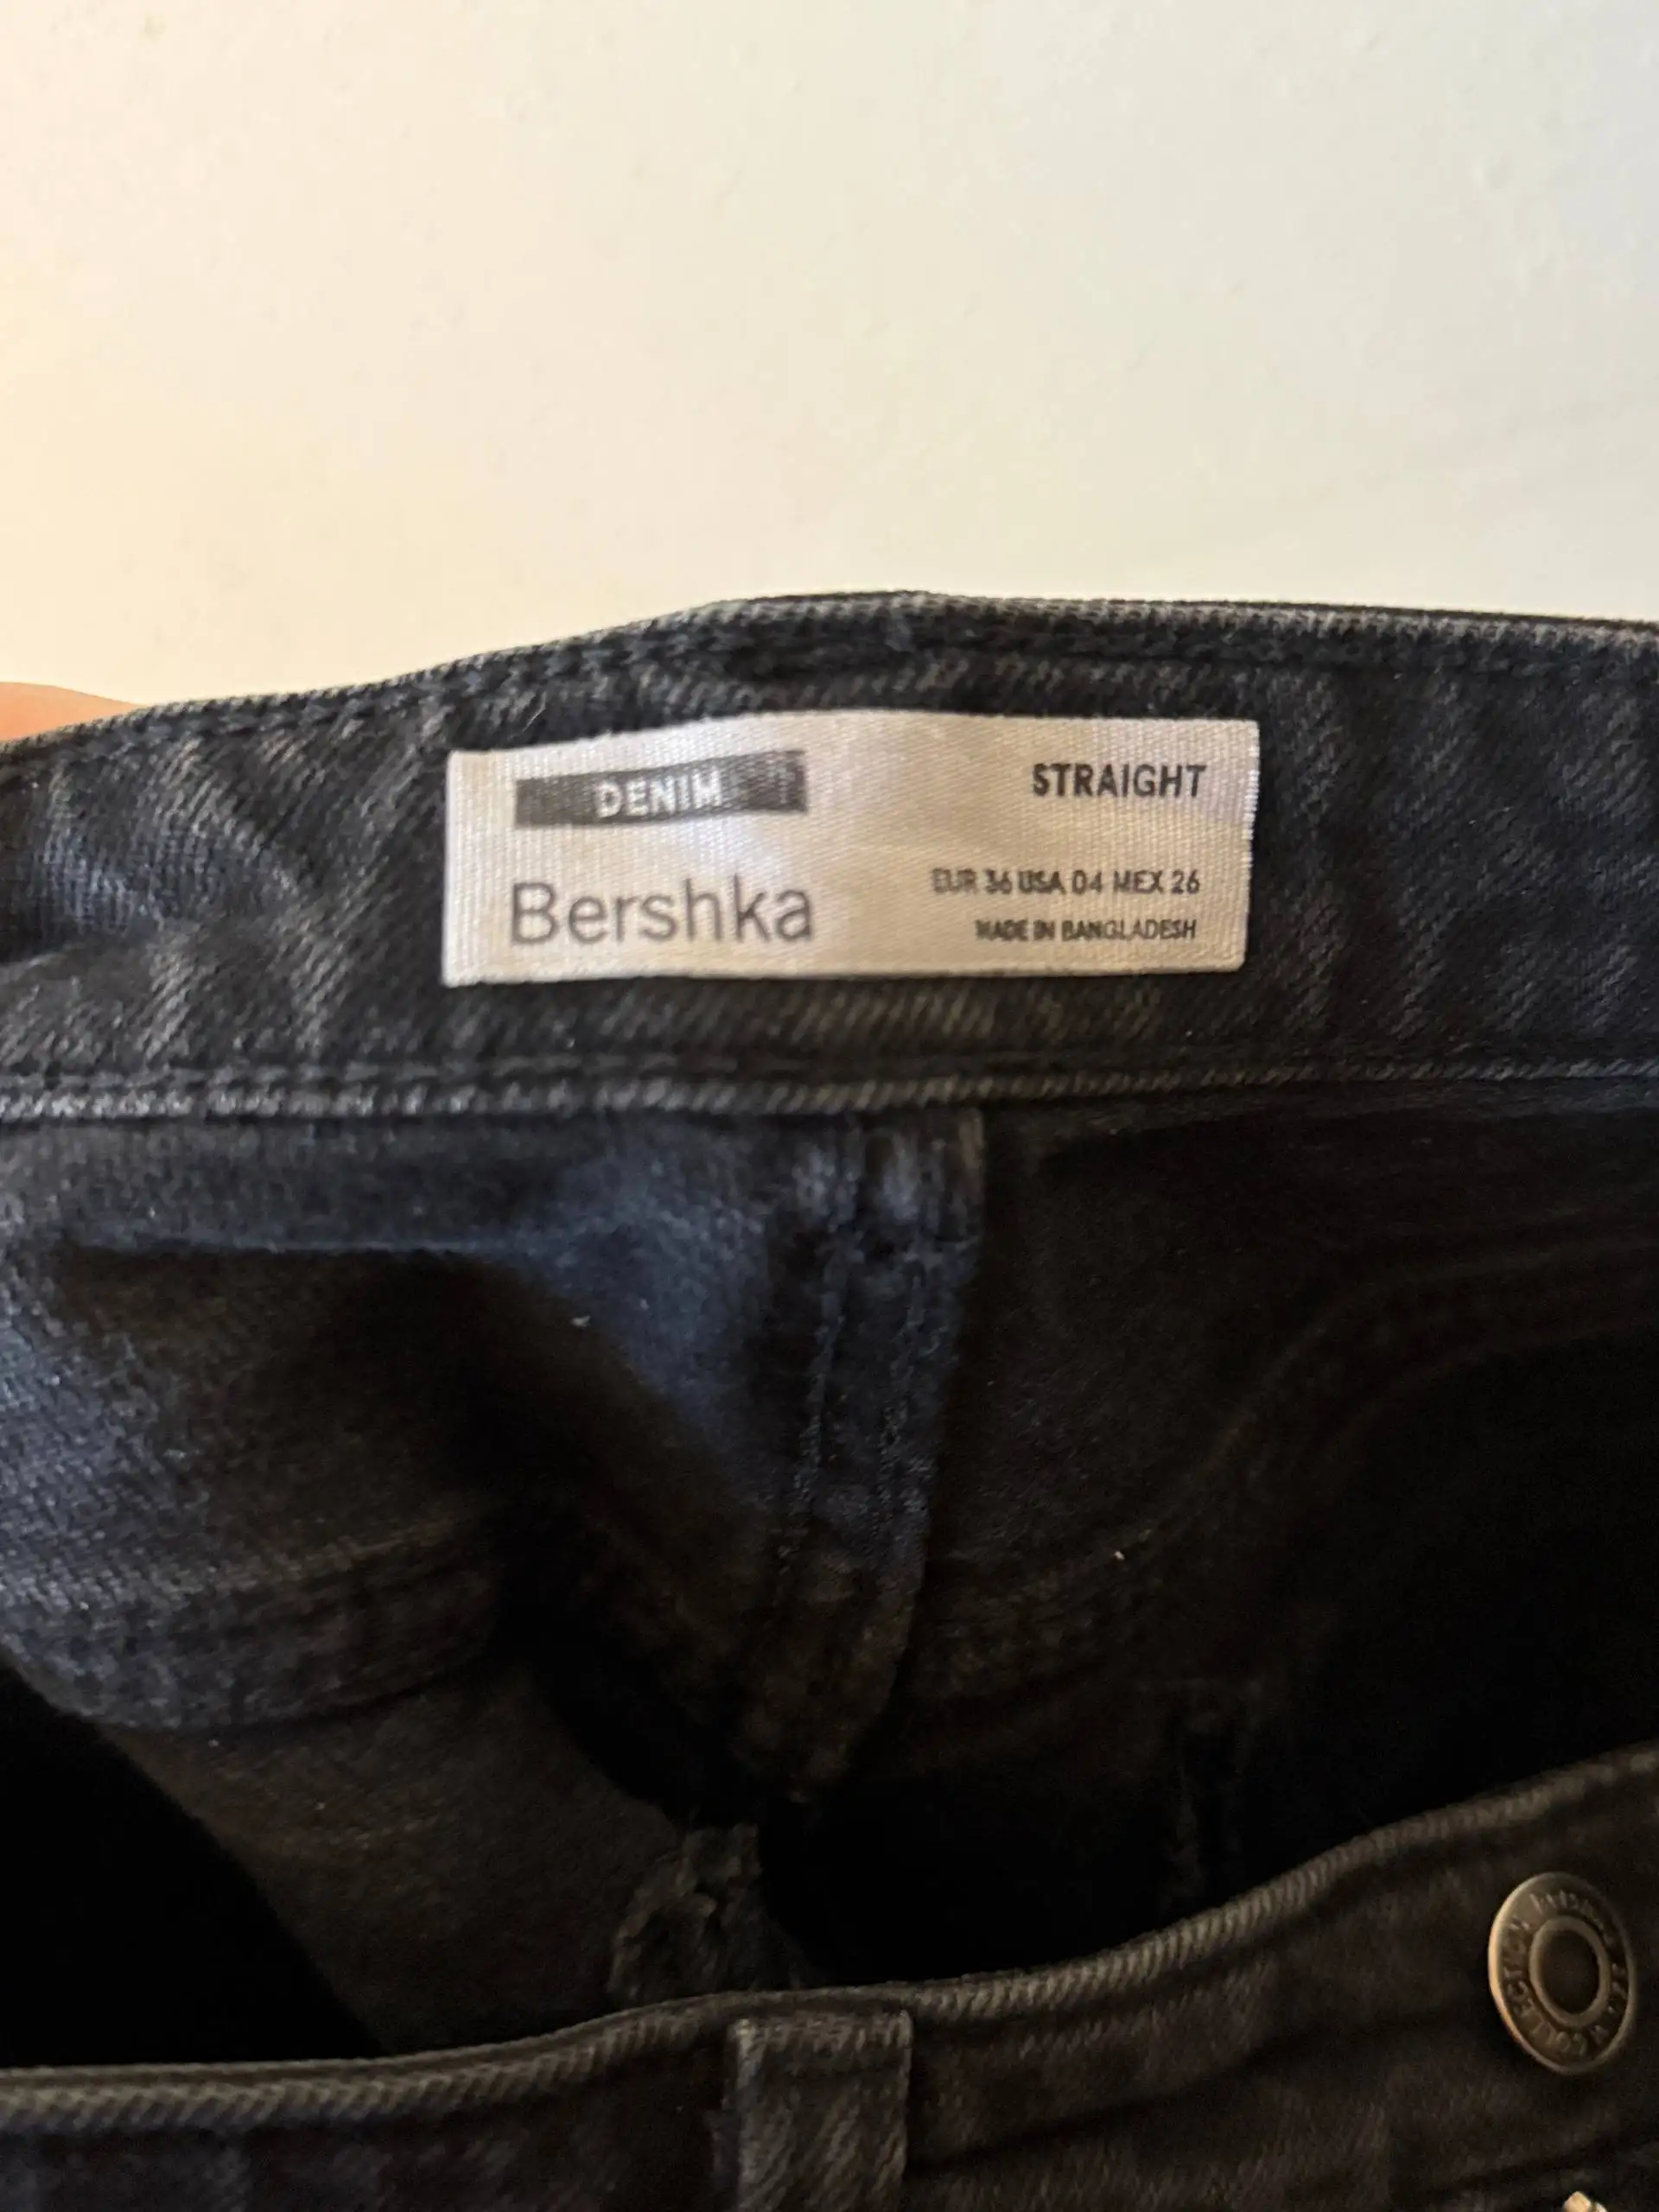 DENIM
Bershka
STRAIGHT
EUR 36 USA 04 MEX 26
MADE IN BANGLADESH